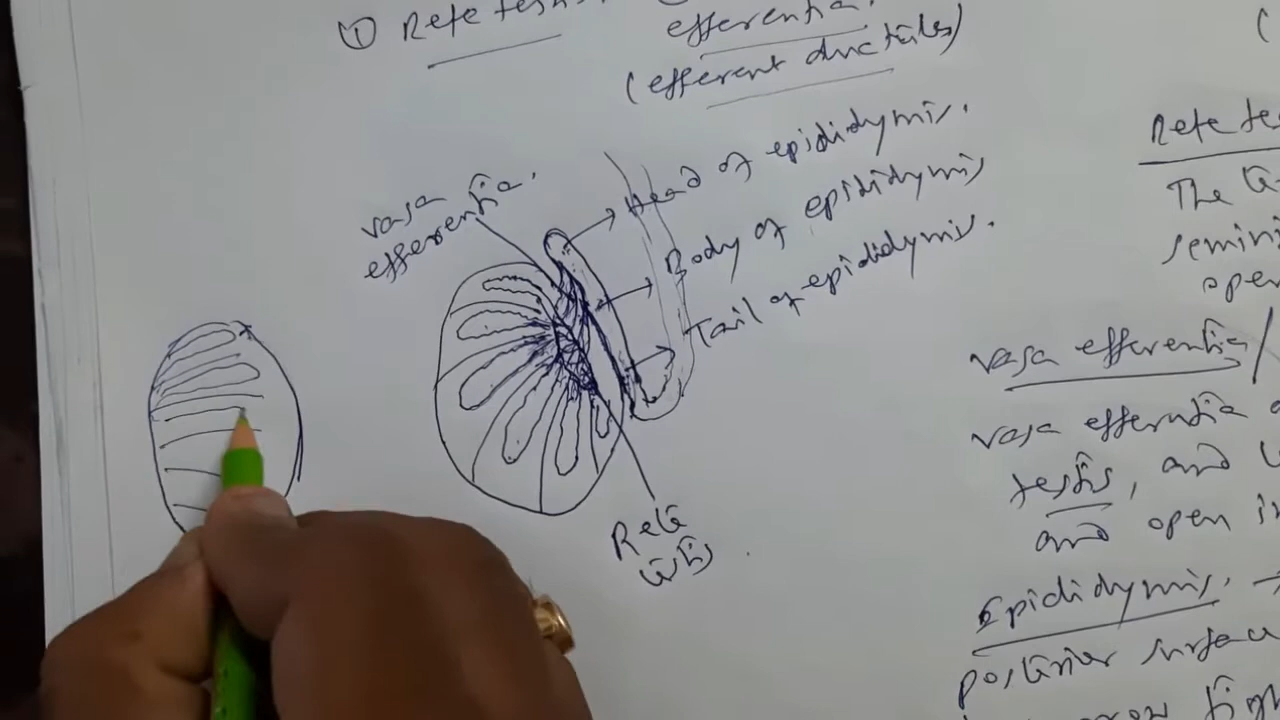 ① Rete testis
efferentia.
(efferent ductules)
(
vasa
efferentia.
Head of epididymis.
Body of epididymis
Tail of epididymis.
Rete
testis
Rete tes
The
semini
open
vasa efferentia/
vasa efferentia
testis, and
and open in
Epididymis. →
posterior surface